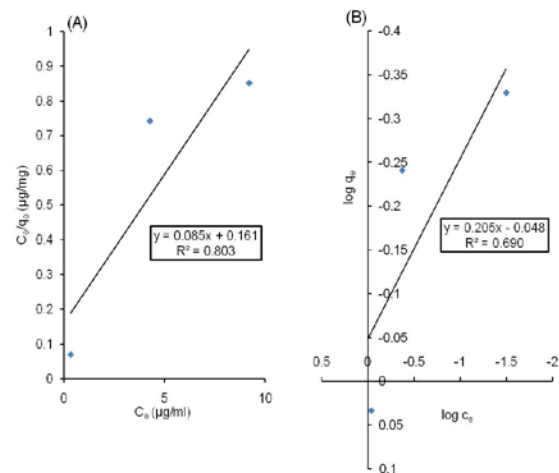 (A)
1
0.9
0.8
0.7
0.6
0.5
0.4
0.3
0.2
0.1
0
Cₑ/qₑ (µg/mg)
y = 0.085x + 0.161
R² = 0.803
0 5 10
Cₑ (µg/ml)
(B)
-0.4
-0.35
-0.3
-0.25
-0.2
-0.15
-0.1
-0.05
0
0.05
0.1
log qₑ
y = 0.205x - 0.048
R² = 0.690
0.5 0 -0.5 -1 -1.5 -2
log cₑ